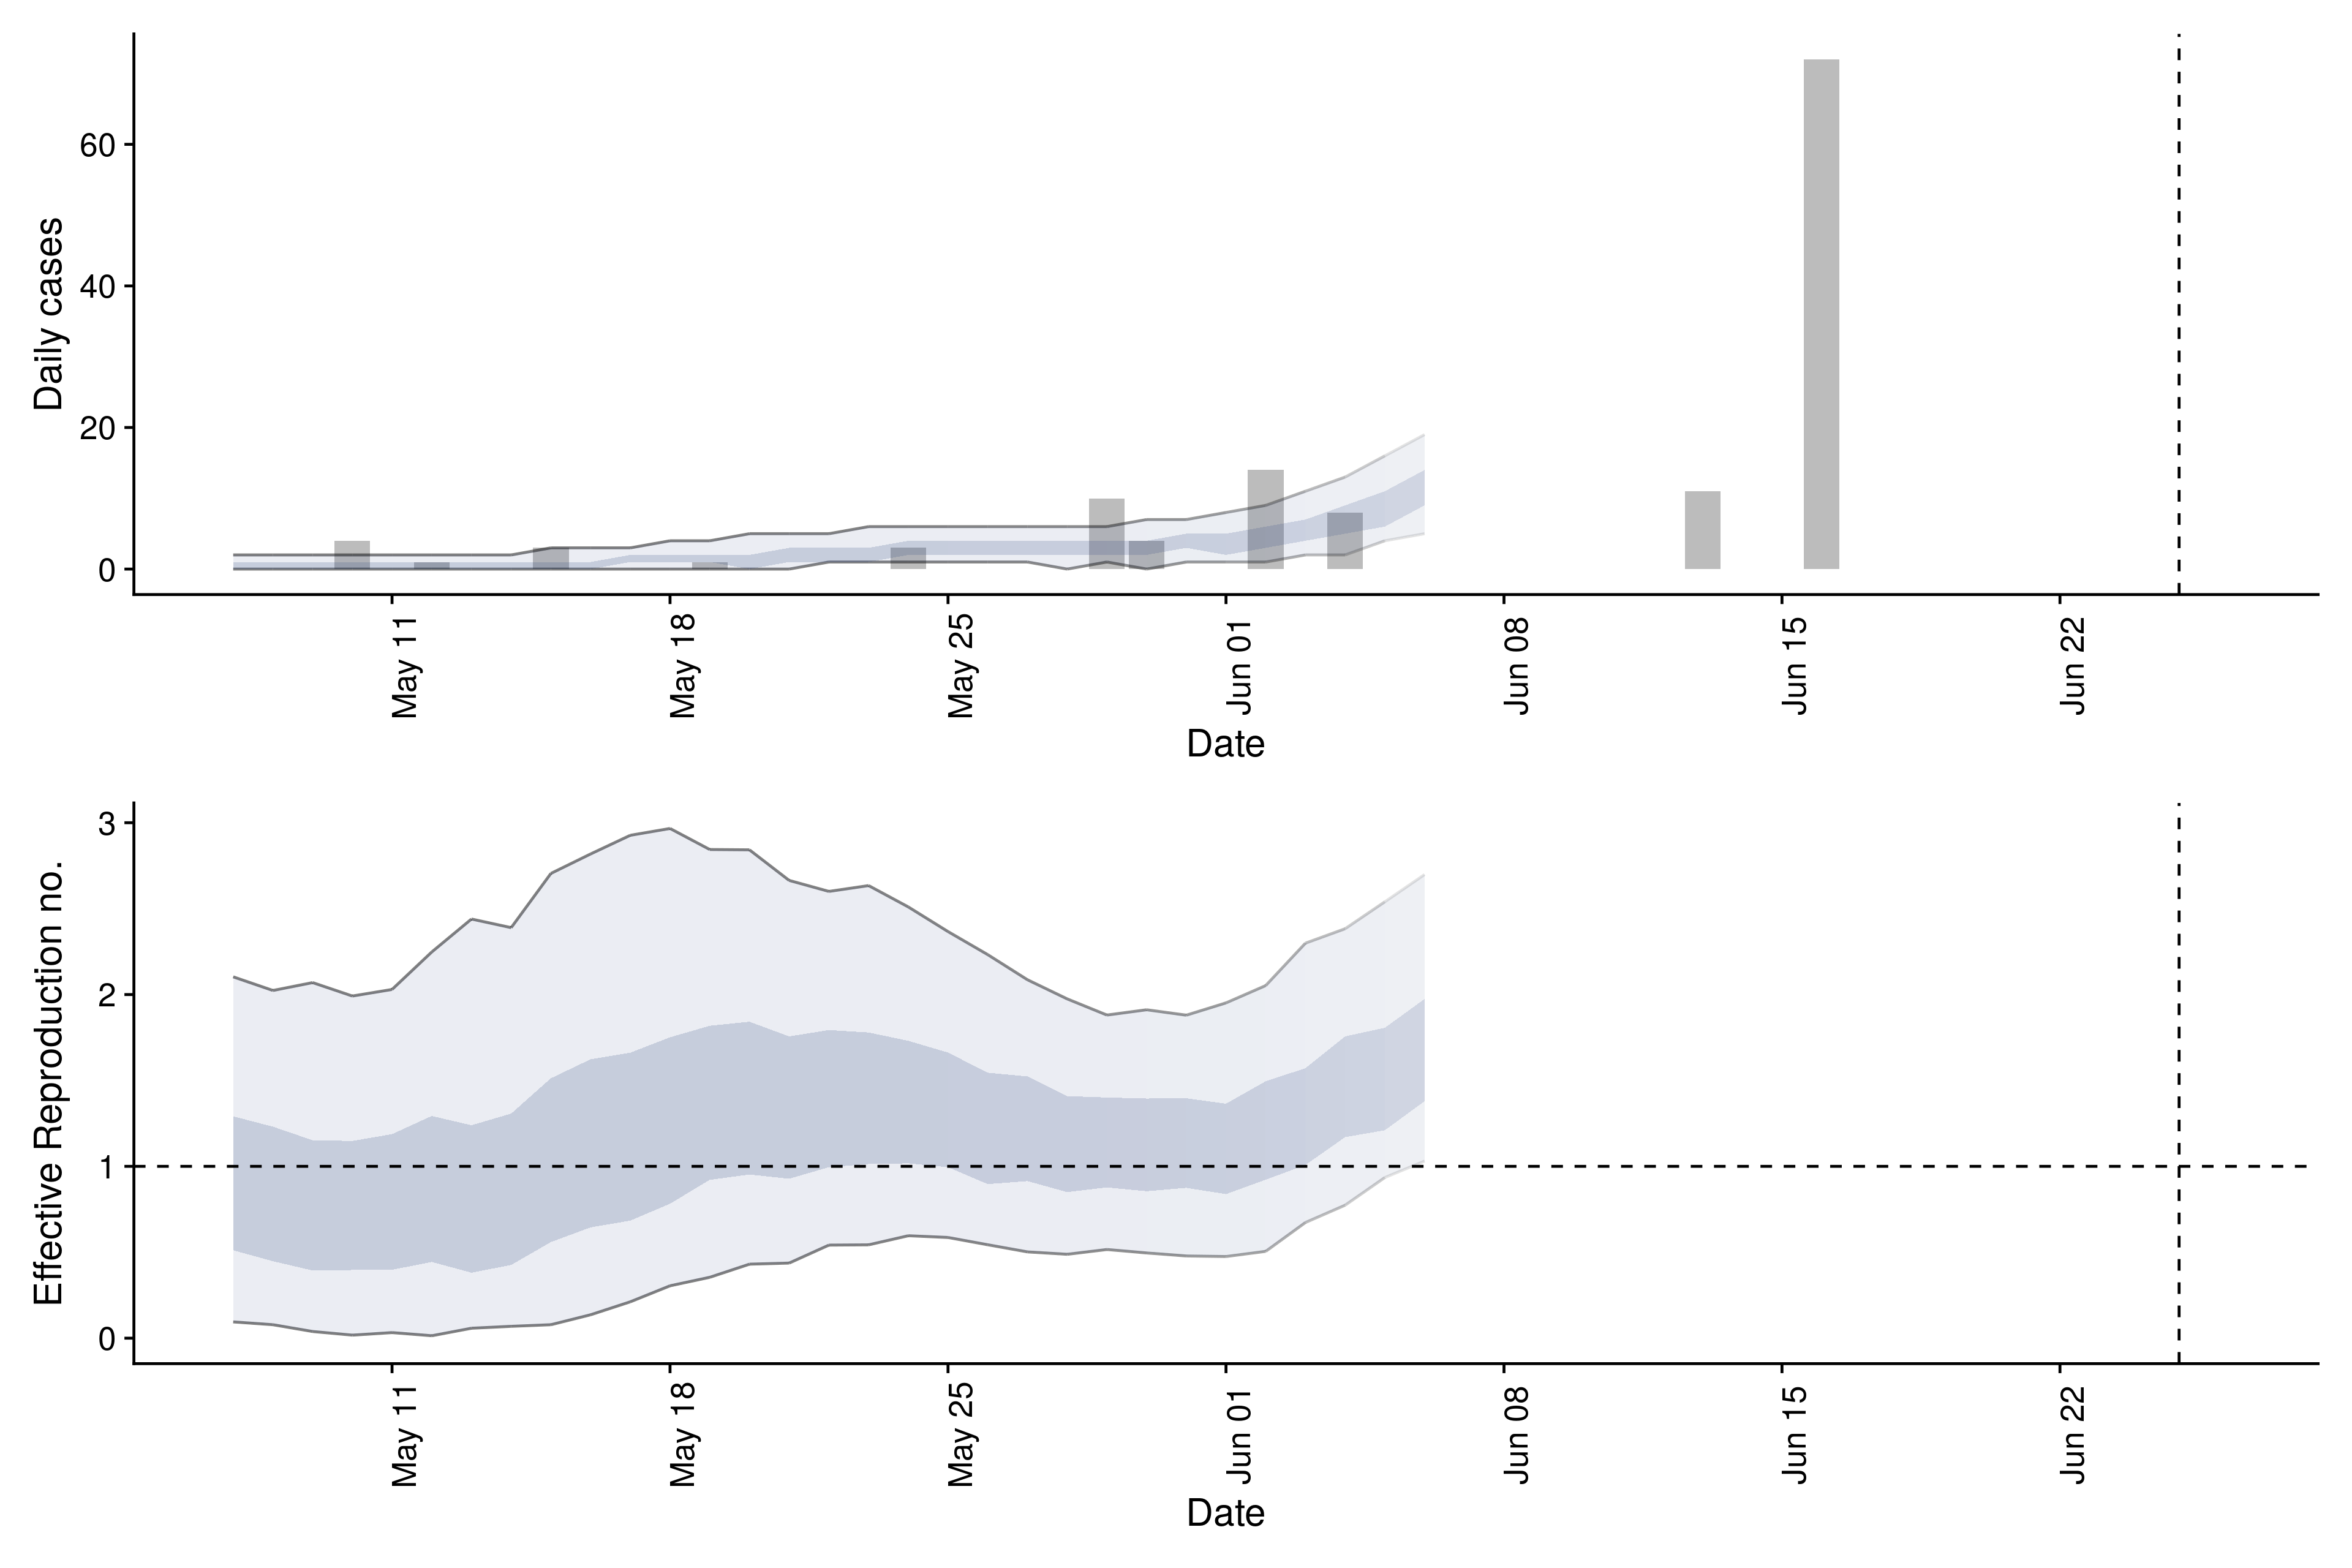 Daily cases
60
40
20
0
May 11
May 18
May 25
Jun 01
Jun 08
Jun 15
Jun 22
Date
Effective Reproduction no.
3
2
1
0
May 11
May 18
May 25
Jun 01
Jun 08
Jun 15
Jun 22
Date